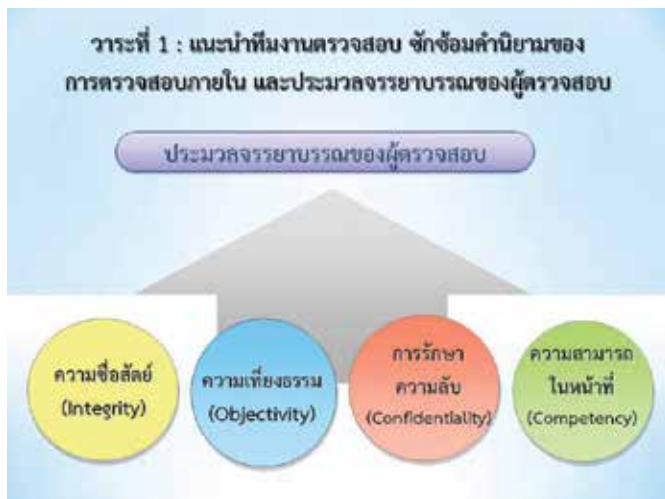 วาระที่ 1 : แนะนำทีมงานตรวจสอบ ซักซ้อมคำนิยามของ
การตรวจสอบภายใน และประมวลจรรยาบรรณของผู้ตรวจสอบ
ประมวลจรรยาบรรณของผู้ตรวจสอบ
ความซื่อสัตย์
(Integrity)
ความเที่ยงธรรม
(Objectivity)
การรักษา
ความลับ
(Confidentiality)
ความสามารถ
ในหน้าที่
(Competency)